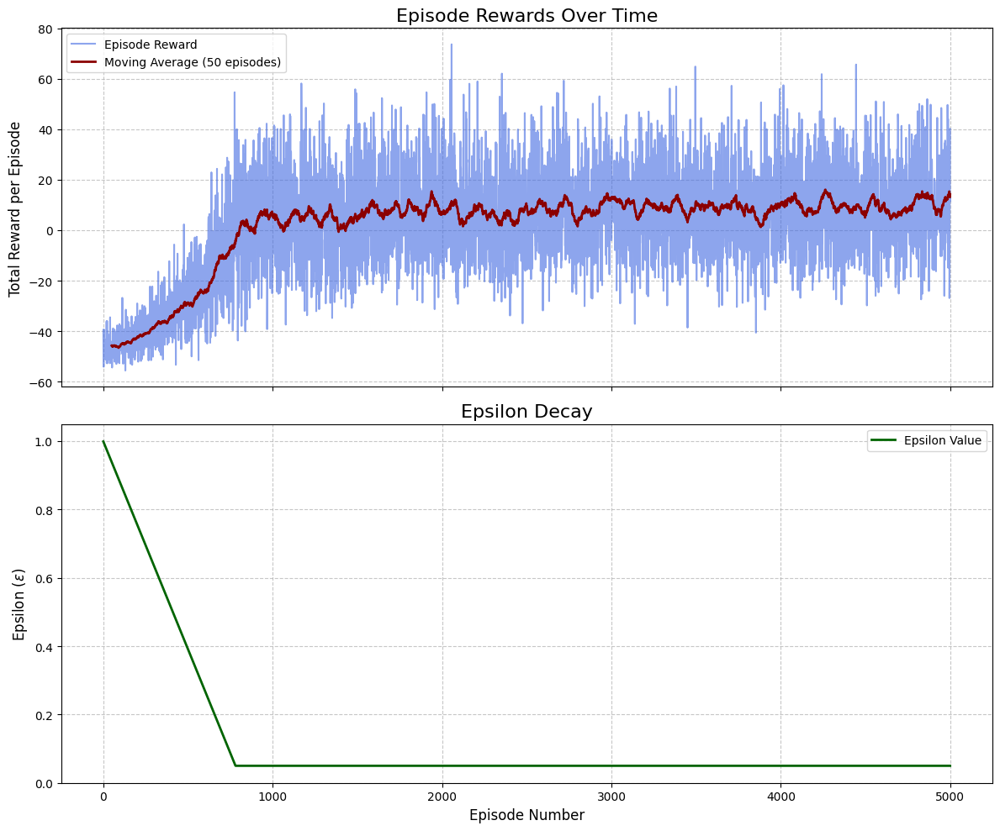 Episode Rewards Over Time
Episode Reward
Moving Average (50 episodes)
Total Reward per Episode
80
60
40
20
0
−20
−40
−60
Epsilon Decay
Epsilon Value
Epsilon (ε)
1.0
0.8
0.6
0.4
0.2
0.0
0 1000 2000 3000 4000 5000
Episode Number